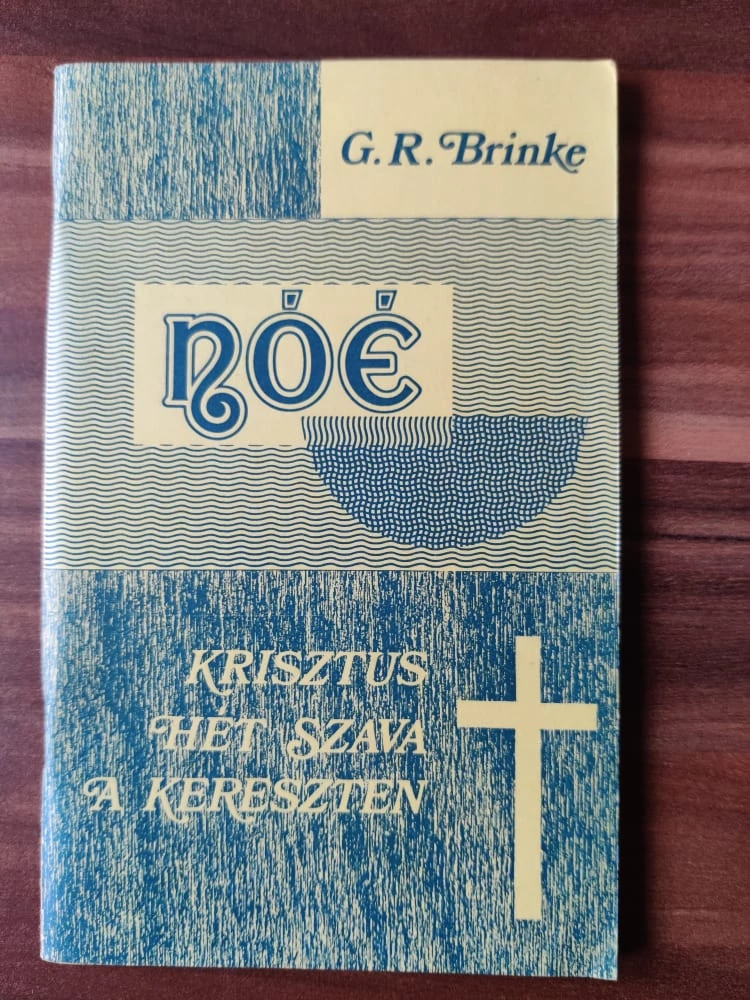 G. R. Brinke
NÓÉ
KRISZTUS
HÉT SZAVA
A KERESZTEN